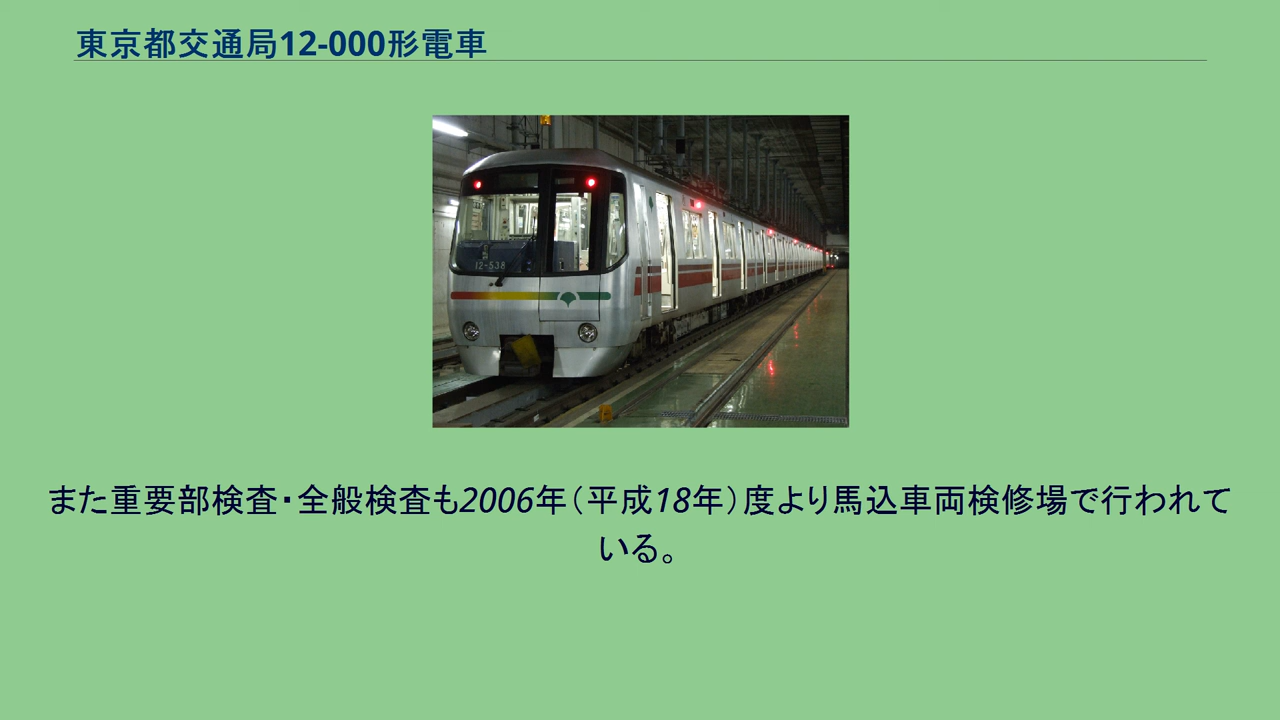 東京都交通局12-000形電車
12-538
また重要部検査・全般検査も2006年（平成18年）度より馬込車両検修場で行われて
いる。